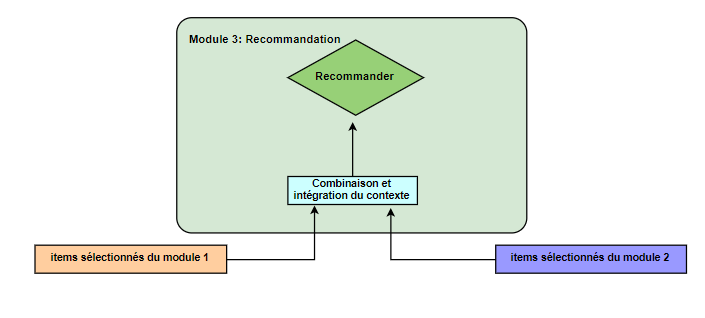 Module 3: Recommandation
Recommander
Combinaison et
intégration du contexte
items sélectionnés du module 1
items sélectionnés du module 2